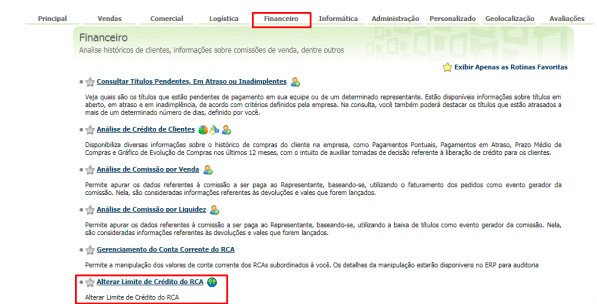 Principal Vendas Comercial Logística Financeiro Informática Administração Personalizado Geolocalização Avaliações
Financeiro
Analise históricos de clientes, informações sobre comissões de venda, dentre outros
Exibir Apenas as Rotinas Favoritas
Consultar Títulos Pendentes, Em Atraso ou Inadimplentes
Veja quais são os títulos que estão pendentes de pagamento em sua equipe ou de um determinado representante. Estão disponíveis informações sobre títulos em
aberto, em atraso e em inadimplência, de acordo com critérios definidos pela empresa. Na consulta, você também poderá destacar os títulos que estão atrasados a
mais de um determinado número de dias, definido por você.
Análise de Crédito de Clientes
Disponibiliza diversas informações sobre o histórico de compras do cliente na empresa, como Pagamentos Pontuais, Pagamentos em Atraso, Prazo Médio de
Compras e Gráfico de Evolução de Compras nos últimos 12 meses, com o intuito de auxiliar tomadas de decisão referente à liberação de crédito para os clientes.
Análise de Comissão por Venda
Permite apurar os dados referentes à comissão a ser paga ao Representante, baseando-se, utilizando o faturamento dos pedidos como evento gerador da
comissão. Nela, são consideradas informações referentes às devoluções e vales que forem lançados.
Análise de Comissão por Liquidez
Permite apurar os dados referentes à comissão a ser paga ao Representante, baseando-se, utilizando a baixa de títulos como evento gerador da comissão. Nela,
são consideradas informações referentes às devoluções e vales que forem lançados.
Gerenciamento do Conta Corrente do RCA
Permite a manipulação dos valores de conta corrente dos RCAs subordinados à você. Os detalhes da manipulação estarão disponivens no ERP para auditoria
Alterar Limite de Crédito do RCA
Alterar Limite de Crédito do RCA